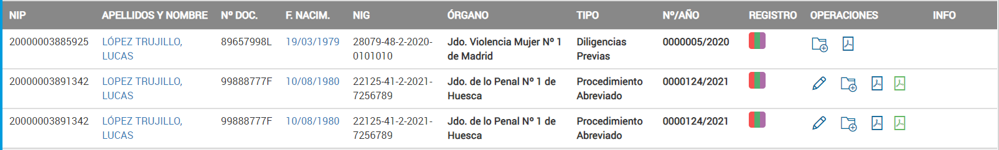 NIP APELLIDOS Y NOMBRE Nº DOC. F. NACIM. NIG ÓRGANO TIPO Nº/AÑO REGISTRO OPERACIONES INFO
20000003885925 LÓPEZ TRUJILLO, 89657998L 19/03/1979 28079-48-2-2020- Jdo. Violencia Mujer Nº 1 Diligencias 0000005/2020
LUCAS 0101010 de Madrid Previas
20000003891342 LOPEZ TRUJILLO, 99888777F 10/08/1980 22125-41-2-2021- Jdo. de lo Penal Nº 1 de Procedimiento 0000124/2021
LUCAS 7256789 Huesca Abreviado
20000003891342 LÓPEZ TRUJILLO, 99888777F 10/08/1980 22125-41-2-2021- Jdo. de lo Penal Nº 1 de Procedimiento 0000124/2021
LUCAS 7256789 Huesca Abreviado